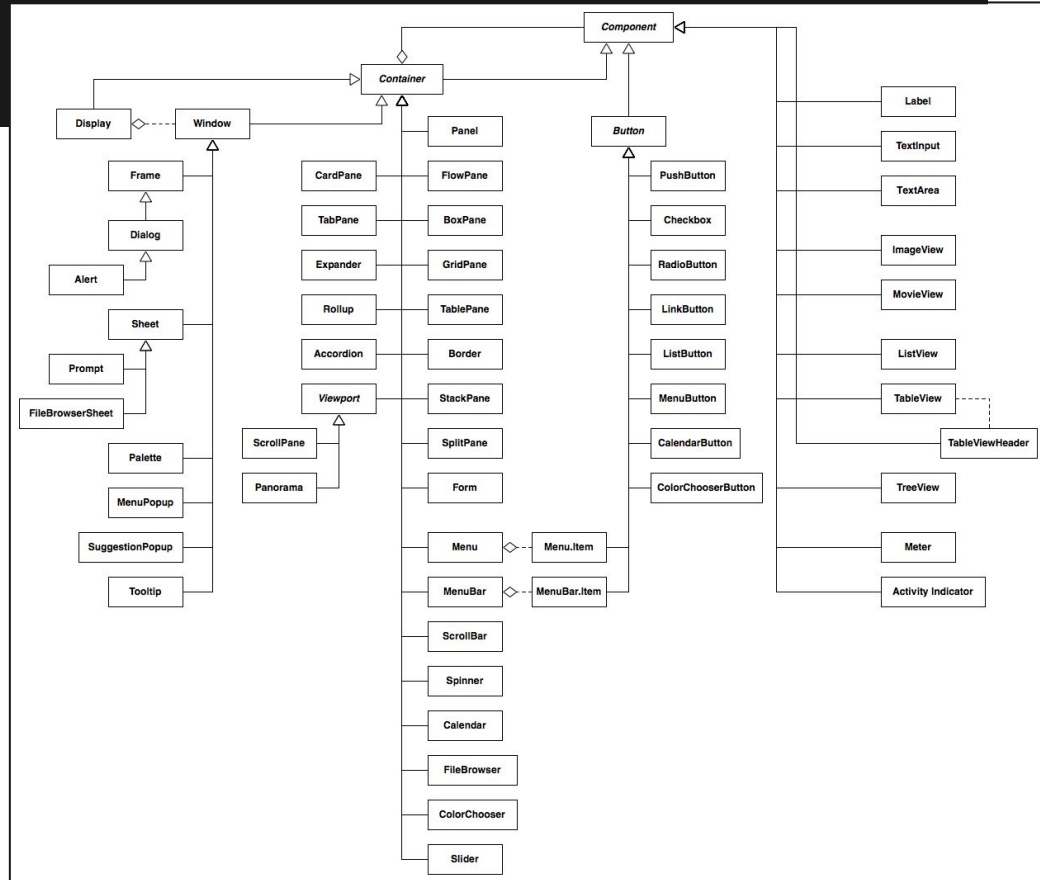 Component
Container
Display
Window
Frame
Dialog
Alert
Sheet
Prompt
FileBrowserSheet
Palette
MenuPopup
SuggestionPopup
Tooltip
CardPane
TabPane
Expander
Rollup
Accordion
Viewport
ScrollPane
Panorama
Panel
FlowPane
BoxPane
GridPane
TablePane
Border
StackPane
SplitPane
Form
Menu
MenuBar
ScrollBar
Spinner
Calendar
FileBrowser
ColorChooser
Slider
Button
PushButton
Checkbox
RadioButton
LinkButton
ListButton
MenuButton
CalendarButton
ColorChooserButton
Menu.Item
MenuBar.Item
Label
TextInput
TextArea
ImageView
MovieView
ListView
TableView
TableViewHeader
TreeView
Meter
Activity Indicator